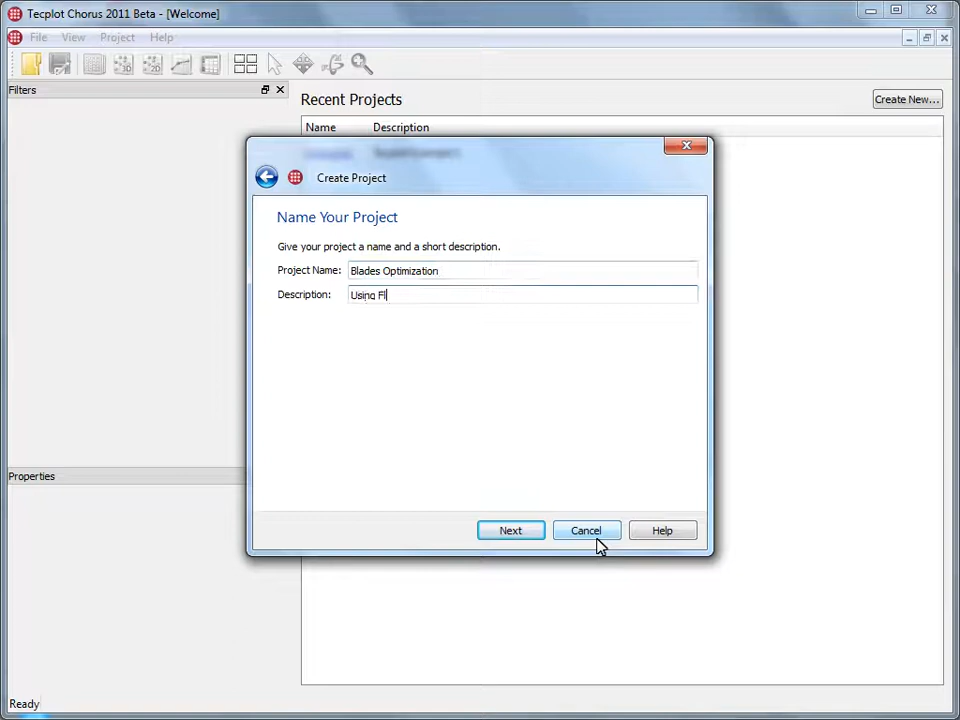 Tecplot Chorus 2011 Beta - [Welcome]
File View Project Help
Filters
Recent Projects
Create New...
Name Description
Create Project
Name Your Project
Give your project a name and a short description.
Project Name: Blades Optimization
Description: Using Fl
Next Cancel Help
Properties
Ready